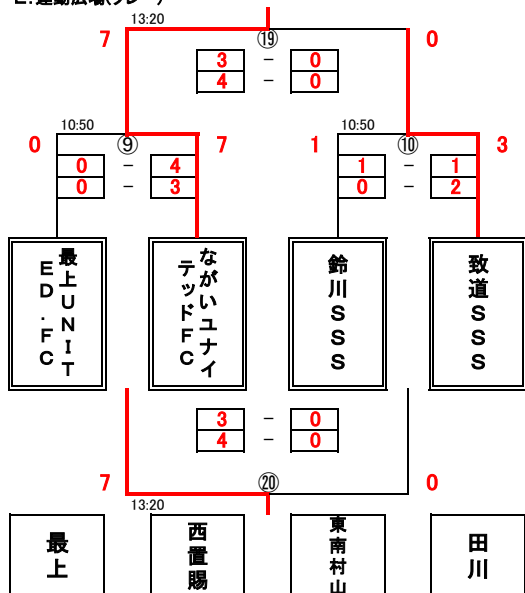 13:20
7 ⑲ 0
3 - 0
4 - 0
10:50 10:50
0 ⑨ 7 1 ⑩ 3
0 - 4 1 - 1
0 - 3 0 - 2
最上UNITED.FC
ながいユナイテッドFC
鈴川SSS
致道SSS
3 - 0
4 - 0
7 ⑳ 0
13:20
最上
西置賜
東南村山
田川